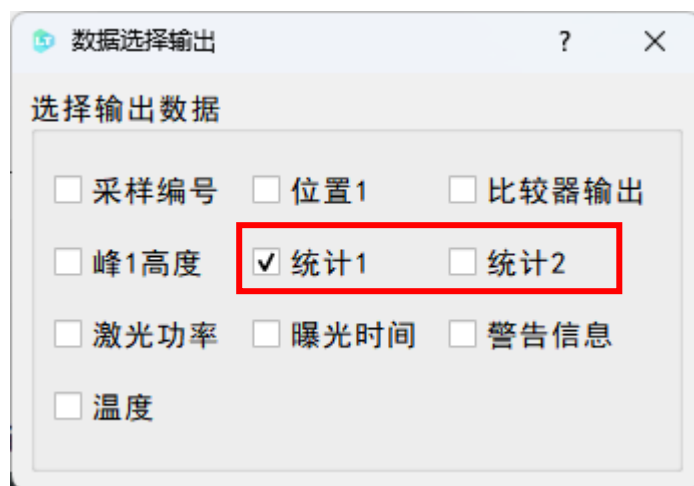 数据选择输出
选择输出数据
采样编号 位置1 比较器输出
峰1高度 统计1 统计2
激光功率 曝光时间 警告信息
温度